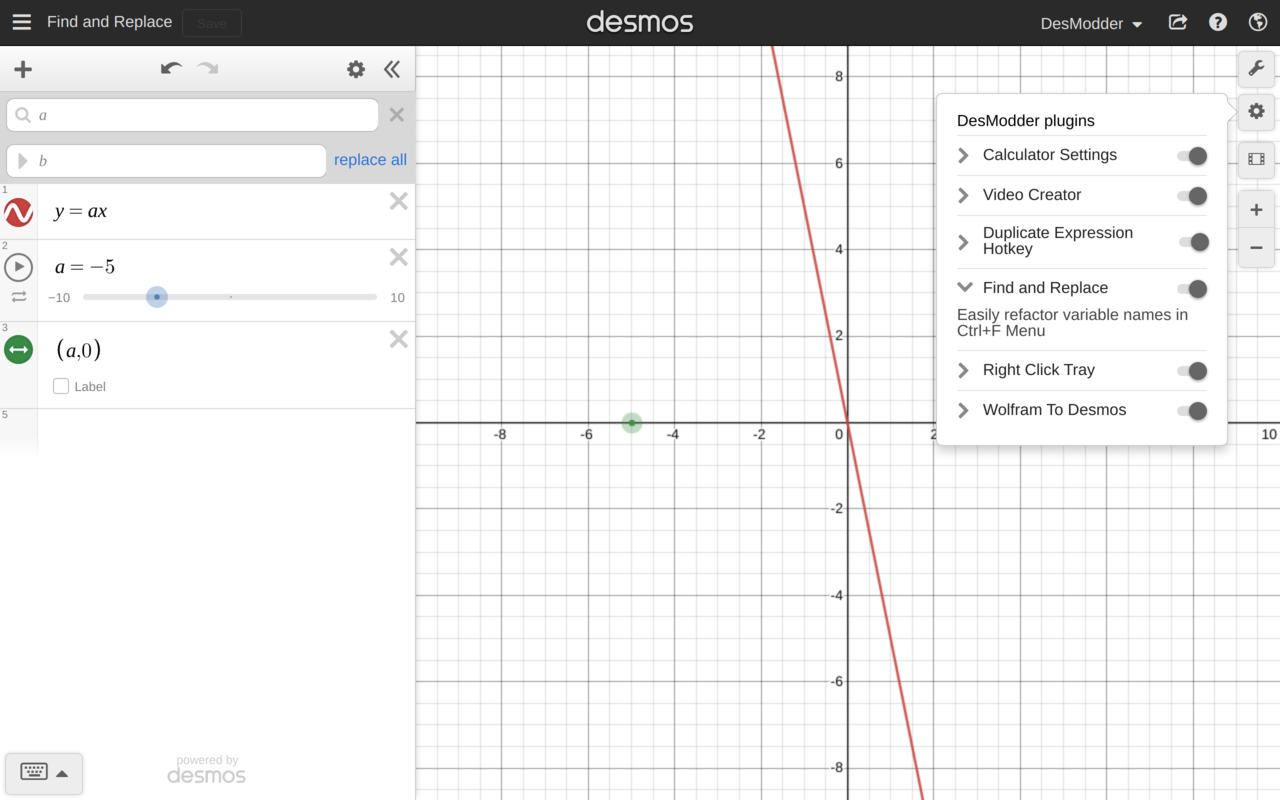 Find and Replace
Save
desmos
DesModder
a
b
replace all
1
y = ax
2
a = −5
−10
10
3
(a,0)
Label
5
powered by
desmos
8
6
4
2
-8
-6
-4
-2
0
2
10
-2
-4
-6
-8
DesModder plugins
Calculator Settings
Video Creator
Duplicate Expression
Hotkey
Find and Replace
Easily refactor variable names in
Ctrl+F Menu
Right Click Tray
Wolfram To Desmos